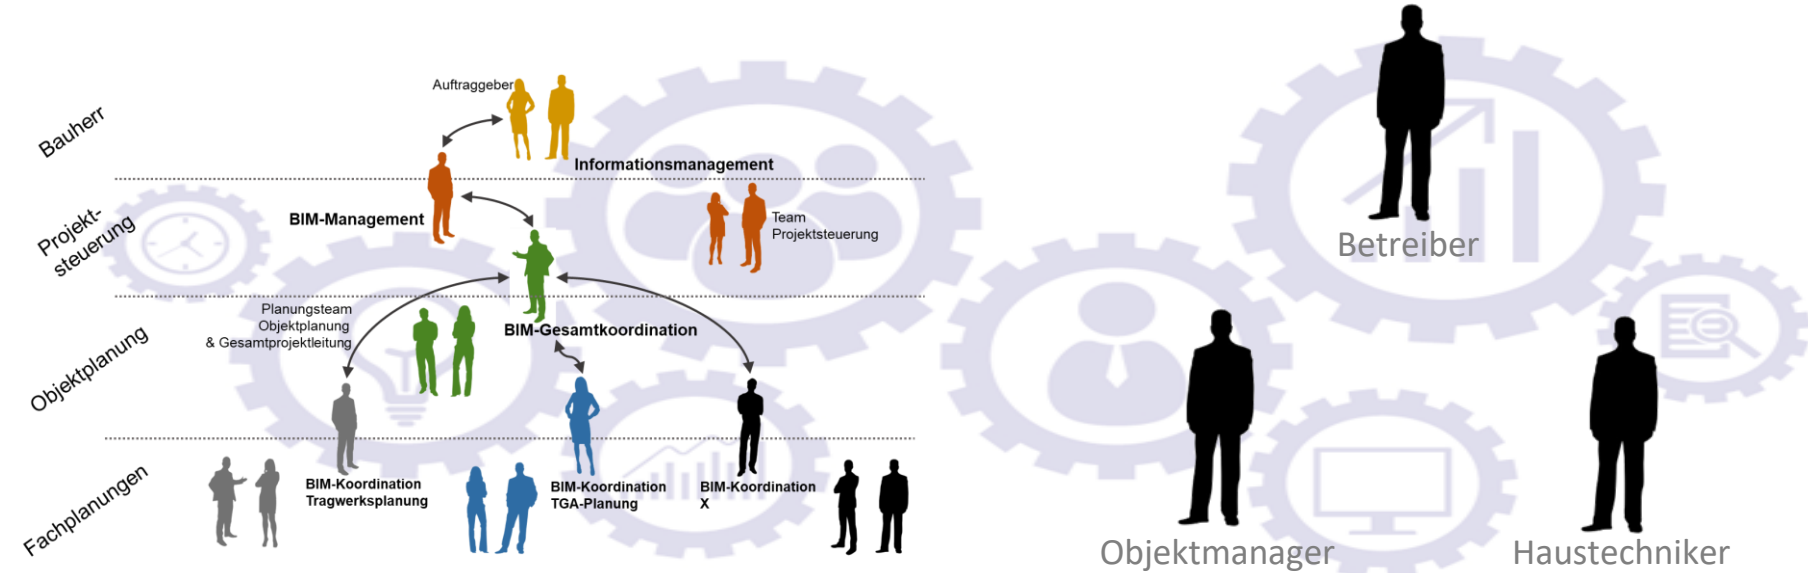 Auftraggeber
Bauherr
Informationsmanagement
BIM-Management
Team
Projektsteuerung
Projekt-
steuerung
Planungsteam
Objektplanung
& Gesamtprojektleitung
BIM-Gesamtkoordination
Objektplanung
BIM-Koordination
Tragwerksplanung
BIM-Koordination
TGA-Planung
BIM-Koordination
X
Fachplanungen
Betreiber
Objektmanager
Haustechniker